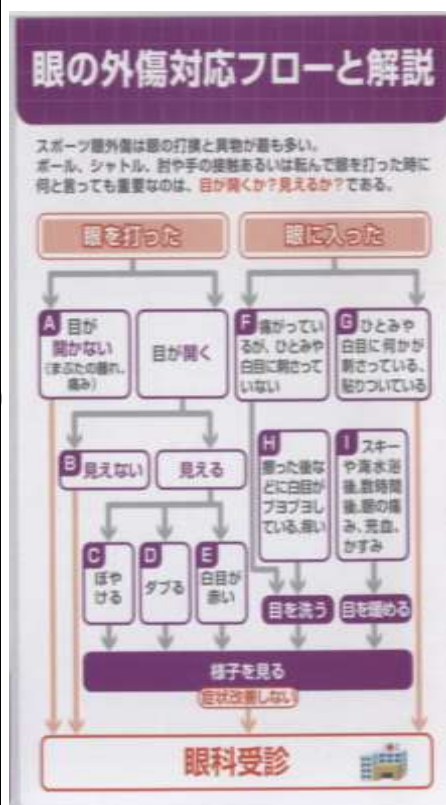 眼の外傷対応フローと解説
スポーツ眼外傷は眼の打撲と異物が最も多い。
ボール、シャトル、肘や手の接触あるいは転んで眼を打った時に
何と言っても重要なのは、目が開くか?見えるか?である。
眼を打った
眼に入った
A 目が
開かない
(まぶたの腫れ、
痛み)
目が開く
F 痛がってい
るが、ひとみや
白目に刺さって
いない
G ひとみや
白目に何かが
刺さっている、
貼りついている
B 見えない
見える
H
擦った後な
どに白目が
ブヨブヨし
ている、痒い
I スキー
や海水浴
後、数時間
後、眼の痛
み、充血、
かすみ
C
ぼや
ける
D
ダブる
E
白目が
赤い
目を洗う
目を暖める
様子を見る
症状改善しない
眼科受診